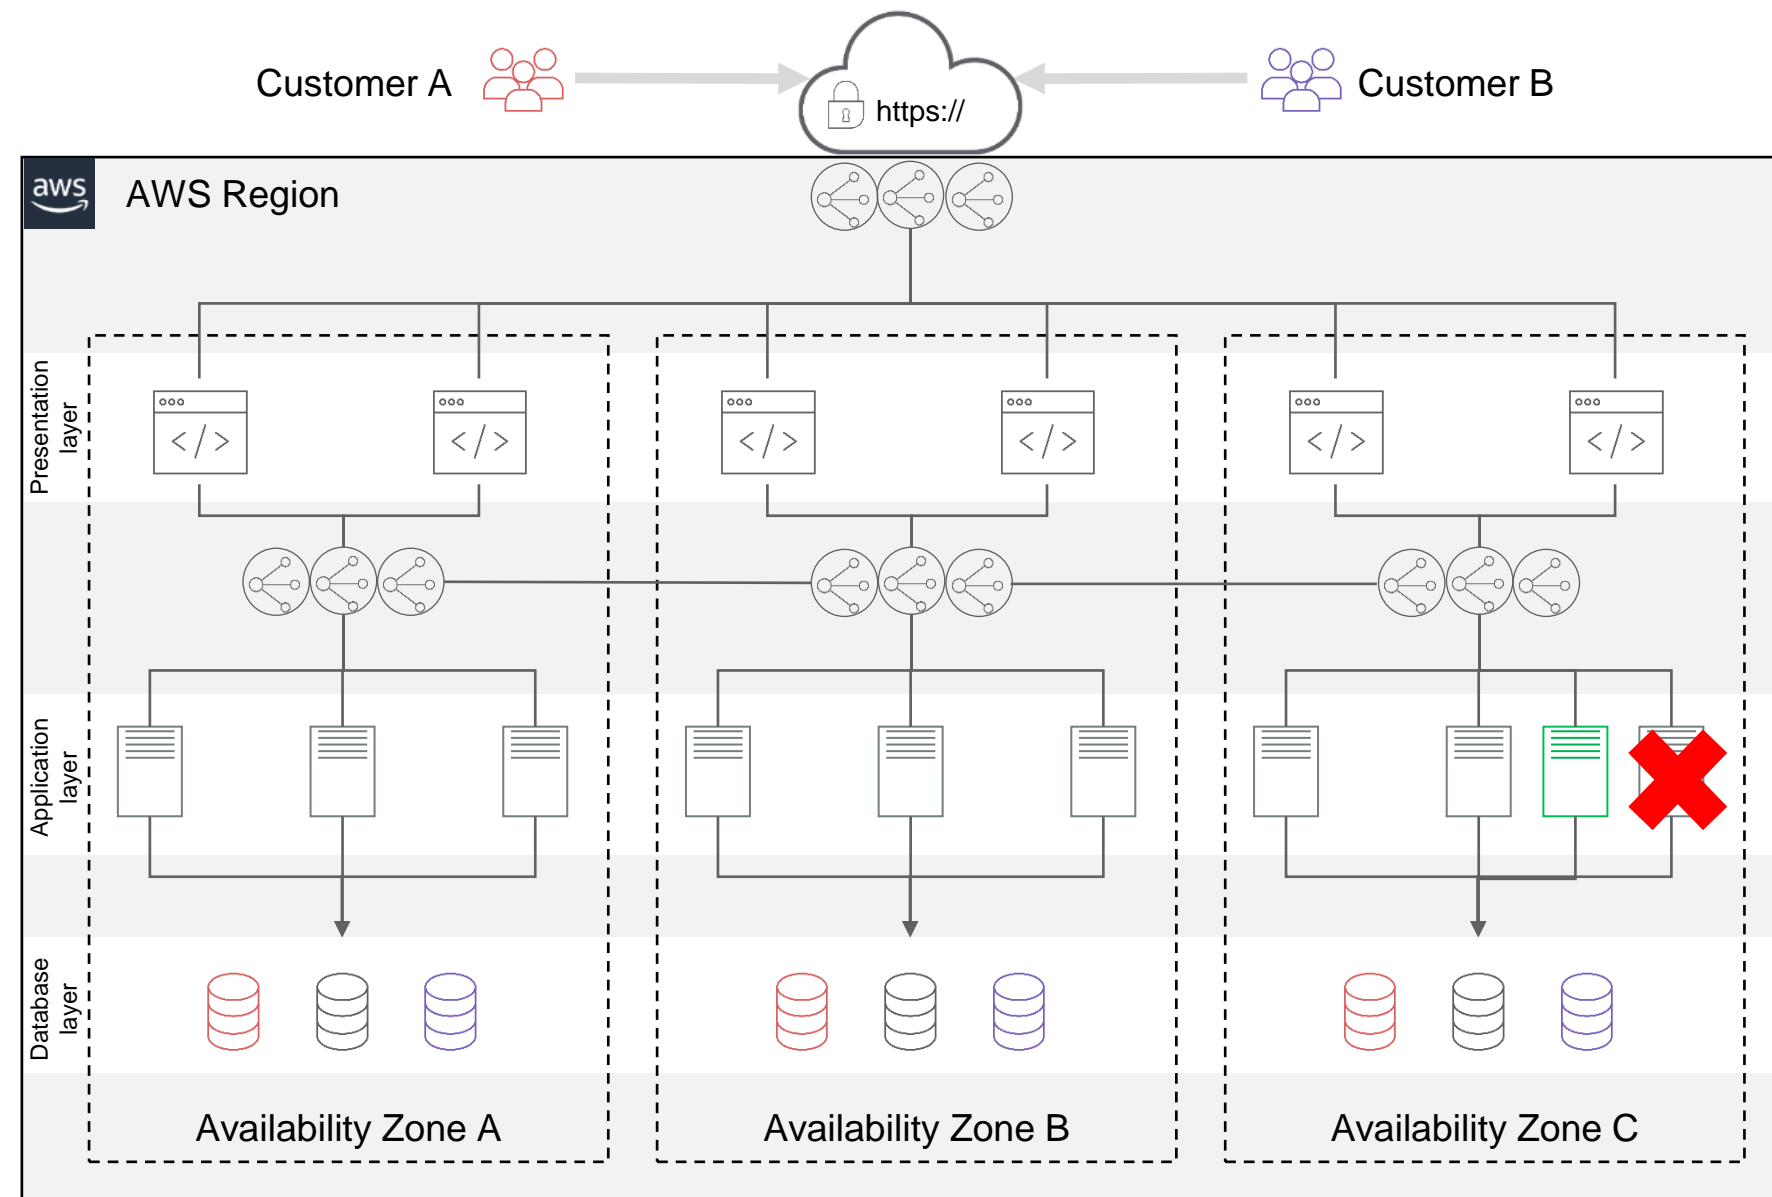 Customer A
https://
Customer B
aws
AWS Region
Presentation
layer
</>
</>
</>
</>
</>
</>
Application
layer
Database
layer
Availability Zone A
Availability Zone B
Availability Zone C